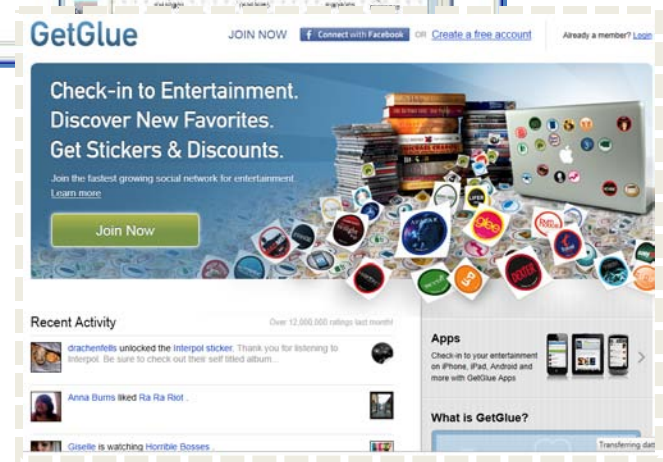 GetGlue
JOIN NOW
f Connect with Facebook
OR Create a free account
Already a member? Login
Check-in to Entertainment.
Discover New Favorites.
Get Stickers & Discounts.
Join the fastest growing social network for entertainment.
Learn more
Join Now
glee
DEXTER
Recent Activity
Over 12,000,000 ratings last month!
drachenfells unlocked the Interpol sticker. Thank you for listening to
Interpol. Be sure to check out their self titled album...
Anna Burns liked Ra Ra Riot .
Giselle is watching Horrible Bosses .
Apps
Check-in to your entertainment
on iPhone, iPad, Android and
more with GetGlue Apps
What is GetGlue?
Transferring dat